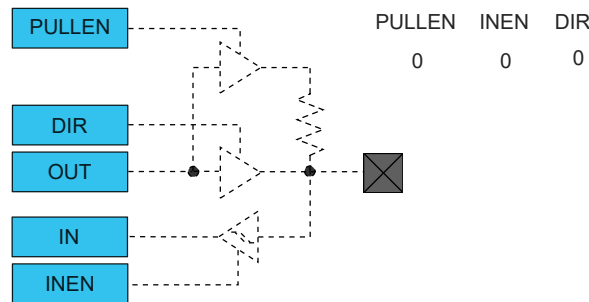 PULLEN
PULLEN INEN DIR
0 0 0
DIR
OUT
IN
INEN